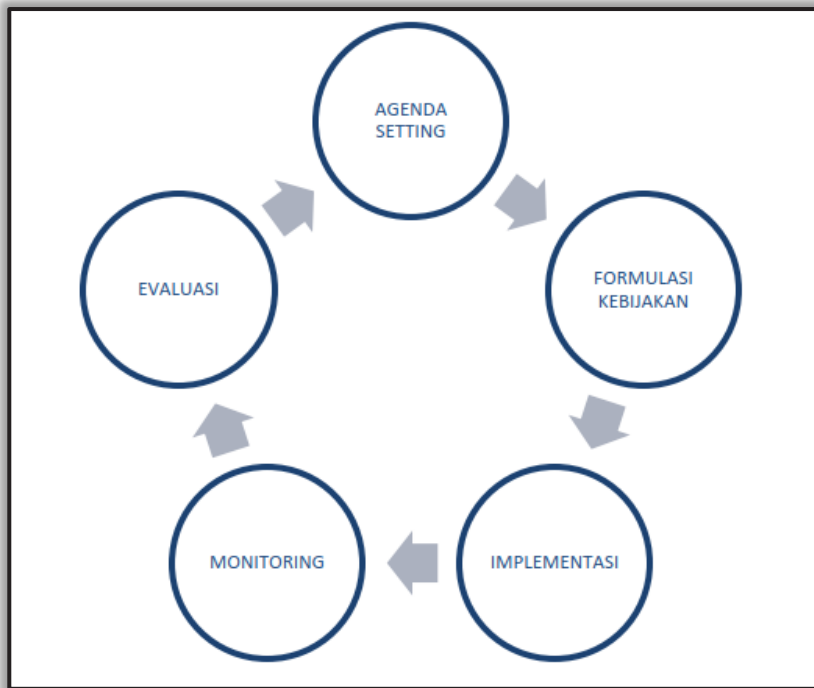 AGENDA
SETTING
FORMULASI
KEBIJAKAN
IMPLEMENTASI
MONITORING
EVALUASI